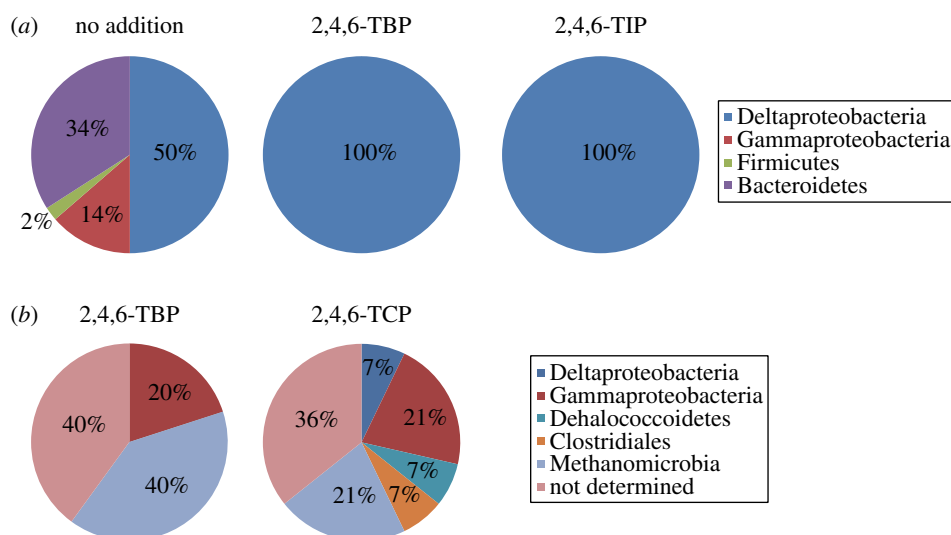 (a) no addition 2,4,6-TBP 2,4,6-TIP
34%
50%
2%
14%
100%
100%
Deltaproteobacteria
Gammaproteobacteria
Firmicutes
Bacteroidetes
(b) 2,4,6-TBP 2,4,6-TCP
40%
20%
40%
36%
7%
21%
7%
7%
21%
Deltaproteobacteria
Gammaproteobacteria
Dehalococcoidetes
Clostridiales
Methanomicrobia
not determined